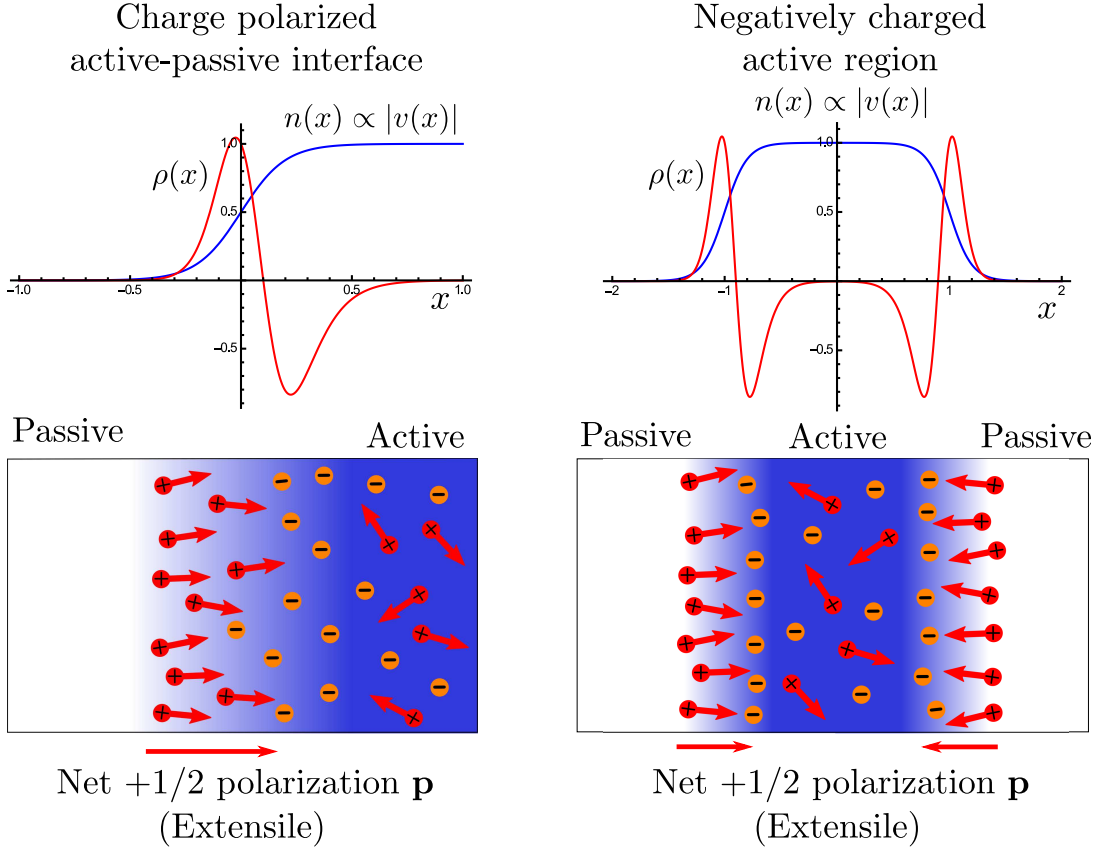 Charge polarized
active-passive interface
n(x) ∝ |v(x)|
ρ(x)
1.0
0.5
−1.0
−0.5
0.5
1.0
x
−0.5
Passive
Active
Net +1/2 polarization p
(Extensile)
Negatively charged
active region
n(x) ∝ |v(x)|
ρ(x)
1.0
0.5
−2
−1
1
2
x
−0.5
Passive
Active
Passive
Net +1/2 polarization p
(Extensile)